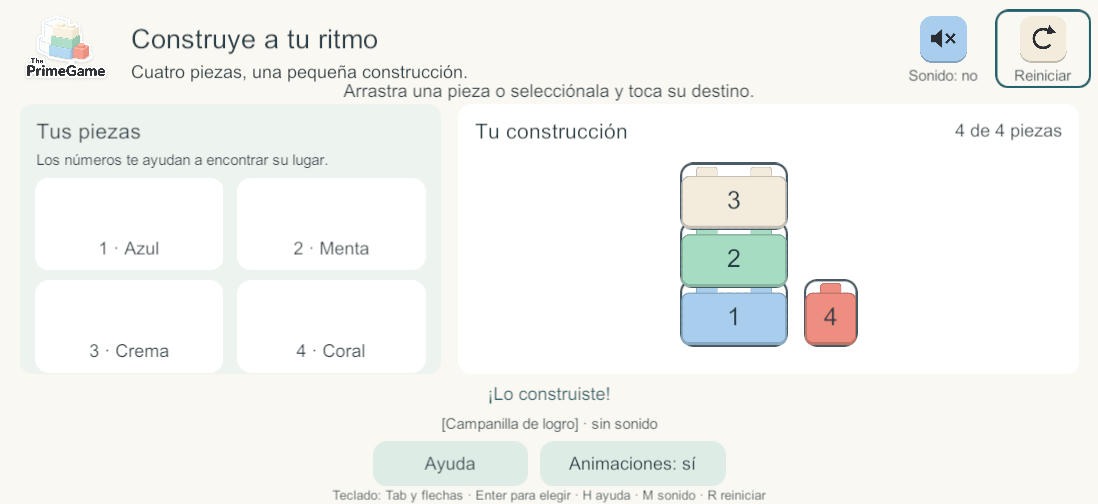 The
PrimeGame
Construye a tu ritmo
Cuatro piezas, una pequeña construcción.
Sonido: no
Reiniciar
Arrastra una pieza o selecciónala y toca su destino.
Tus piezas
Los números te ayudan a encontrar su lugar.
1 · Azul
2 · Menta
3 · Crema
4 · Coral
Tu construcción
4 de 4 piezas
3
2
1
4
¡Lo construiste!
[Campanilla de logro] · sin sonido
Ayuda
Animaciones: sí
Teclado: Tab y flechas · Enter para elegir · H ayuda · M sonido · R reiniciar